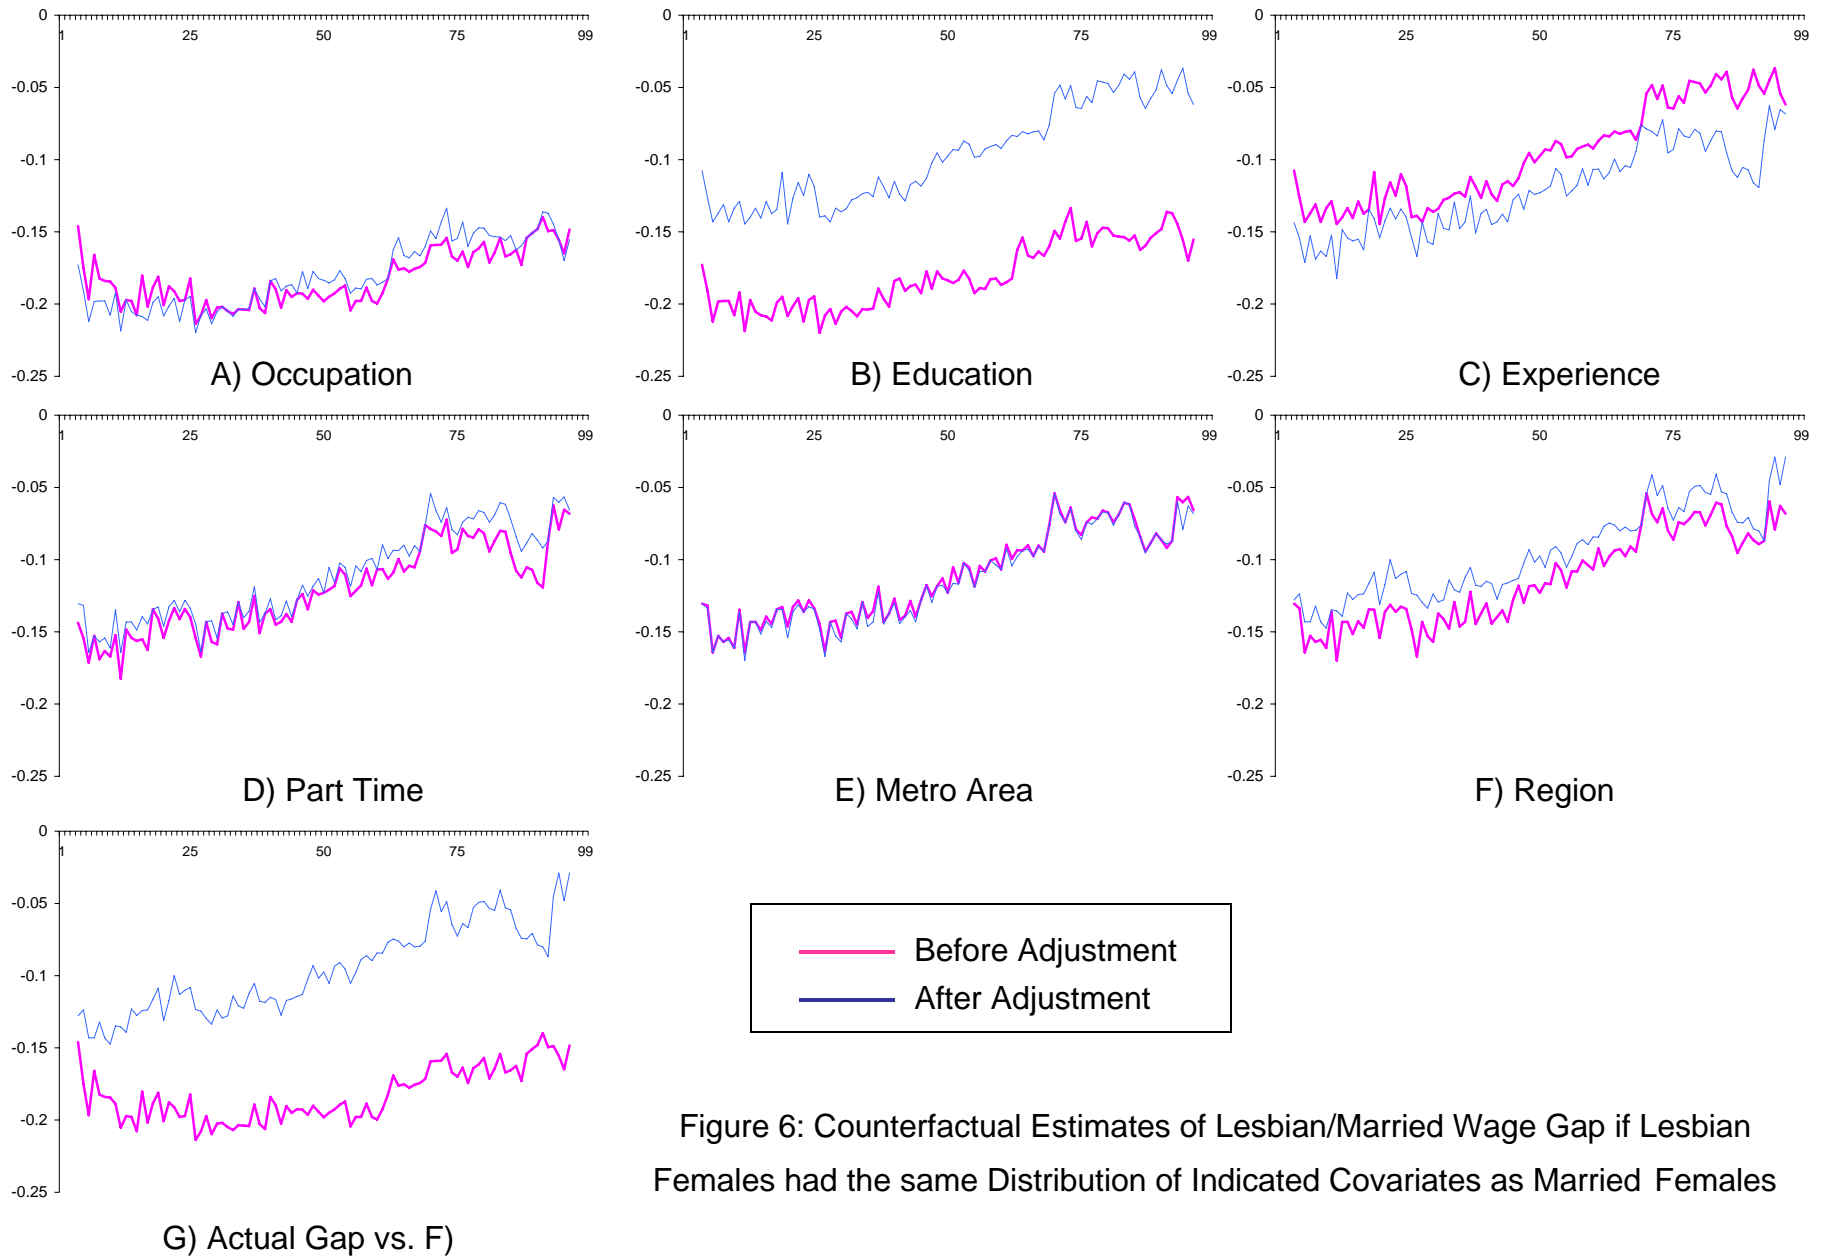 0
1 25 50 75 99
-0.05
-0.1
-0.15
-0.2
-0.25
A) Occupation
0
1 25 50 75 99
-0.05
-0.1
-0.15
-0.2
-0.25
B) Education
0
1 25 50 75 99
-0.05
-0.1
-0.15
-0.2
-0.25
C) Experience
0
1 25 50 75 99
-0.05
-0.1
-0.15
-0.2
-0.25
D) Part Time
0
1 25 50 75 99
-0.05
-0.1
-0.15
-0.2
-0.25
E) Metro Area
0
1 25 50 75 99
-0.05
-0.1
-0.15
-0.2
-0.25
F) Region
0
1 25 50 75 99
-0.05
-0.1
-0.15
-0.2
-0.25
G) Actual Gap vs. F)
Before Adjustment
After Adjustment
Figure 6: Counterfactual Estimates of Lesbian/Married Wage Gap if Lesbian
Females had the same Distribution of Indicated Covariates as Married Females